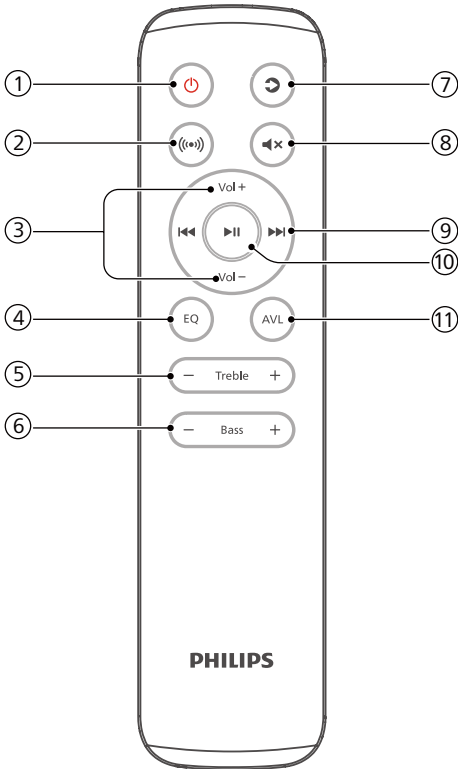 1
7
2
8
Vol +
3
9
10
Vol −
4
EQ
AVL
11
5
− Treble +
6
− Bass +
PHILIPS